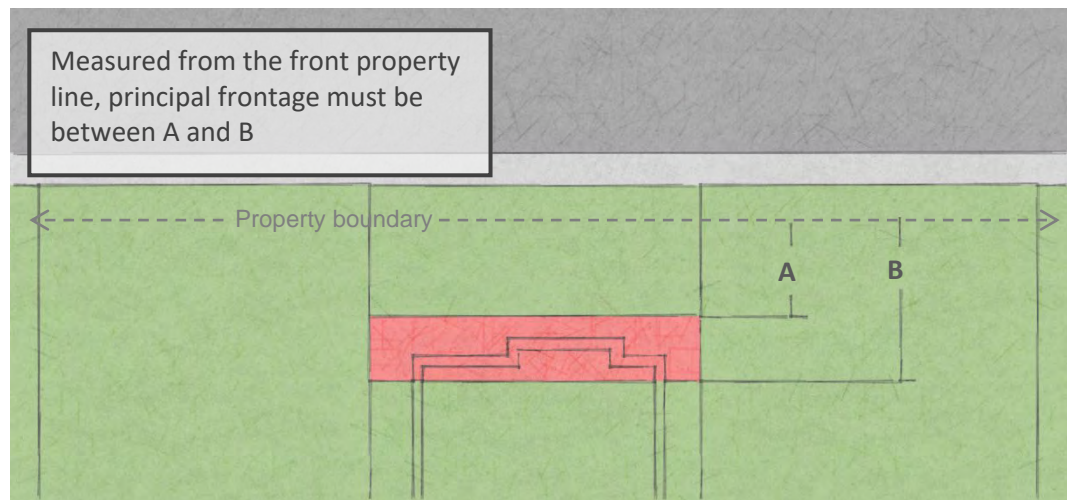 Measured from the front property
line, principal frontage must be
between A and B
Property boundary
A
B